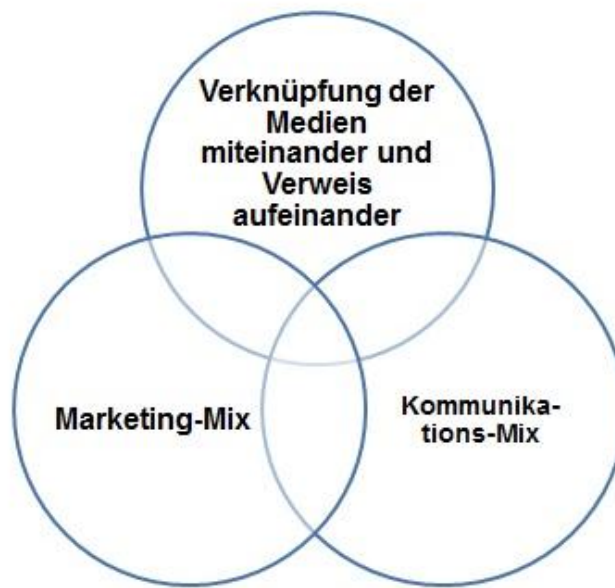 Verknüpfung der
Medien
miteinander und
Verweis
aufeinander
Marketing-Mix
Kommunika-
tions-Mix